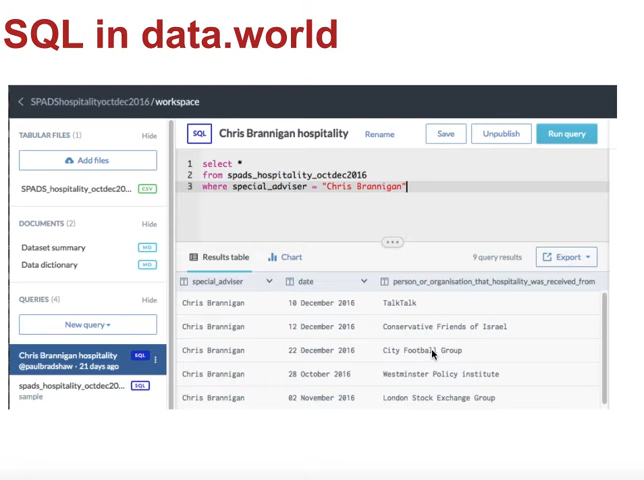 SQL in data.world
SPADShospitalityoctdec2016/workspace
TABULAR FILES (1) Hide
Add files
SPADS_hospitality_octdec20... CSV
DOCUMENTS (2) Hide
Dataset summary MD
Data dictionary MD
QUERIES (4) Hide
New query
Chris Brannigan hospitality SQL
@paulbradshaw - 21 days ago
spads_hospitality_octdec201... SQL
sample
SQL Chris Brannigan hospitality Rename Save Unpublish Run query
1 select *
2 from spads_hospitality_octdec2016
3 where special_adviser = "Chris Brannigan"
Results table Chart 9 query results Export
special_adviser date person_or_organisation_that_hospitality_was_received_from
Chris Brannigan 10 December 2016 TalkTalk
Chris Brannigan 12 December 2016 Conservative Friends of Israel
Chris Brannigan 22 December 2016 City Football Group
Chris Brannigan 28 October 2016 Westminster Policy institute
Chris Brannigan 02 November 2016 London Stock Exchange Group